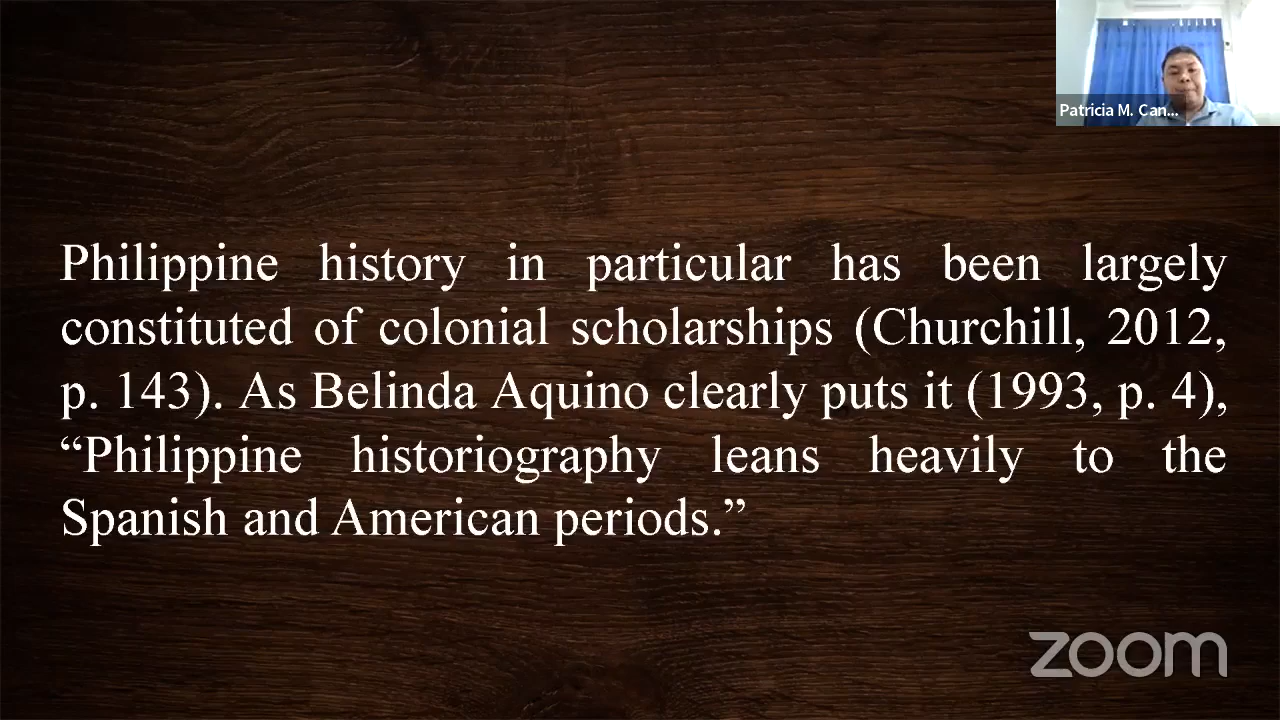 Patricia M. Can...
Philippine history in particular has been largely
constituted of colonial scholarships (Churchill, 2012,
p. 143). As Belinda Aquino clearly puts it (1993, p. 4),
“Philippine historiography leans heavily to the
Spanish and American periods.”
zoom